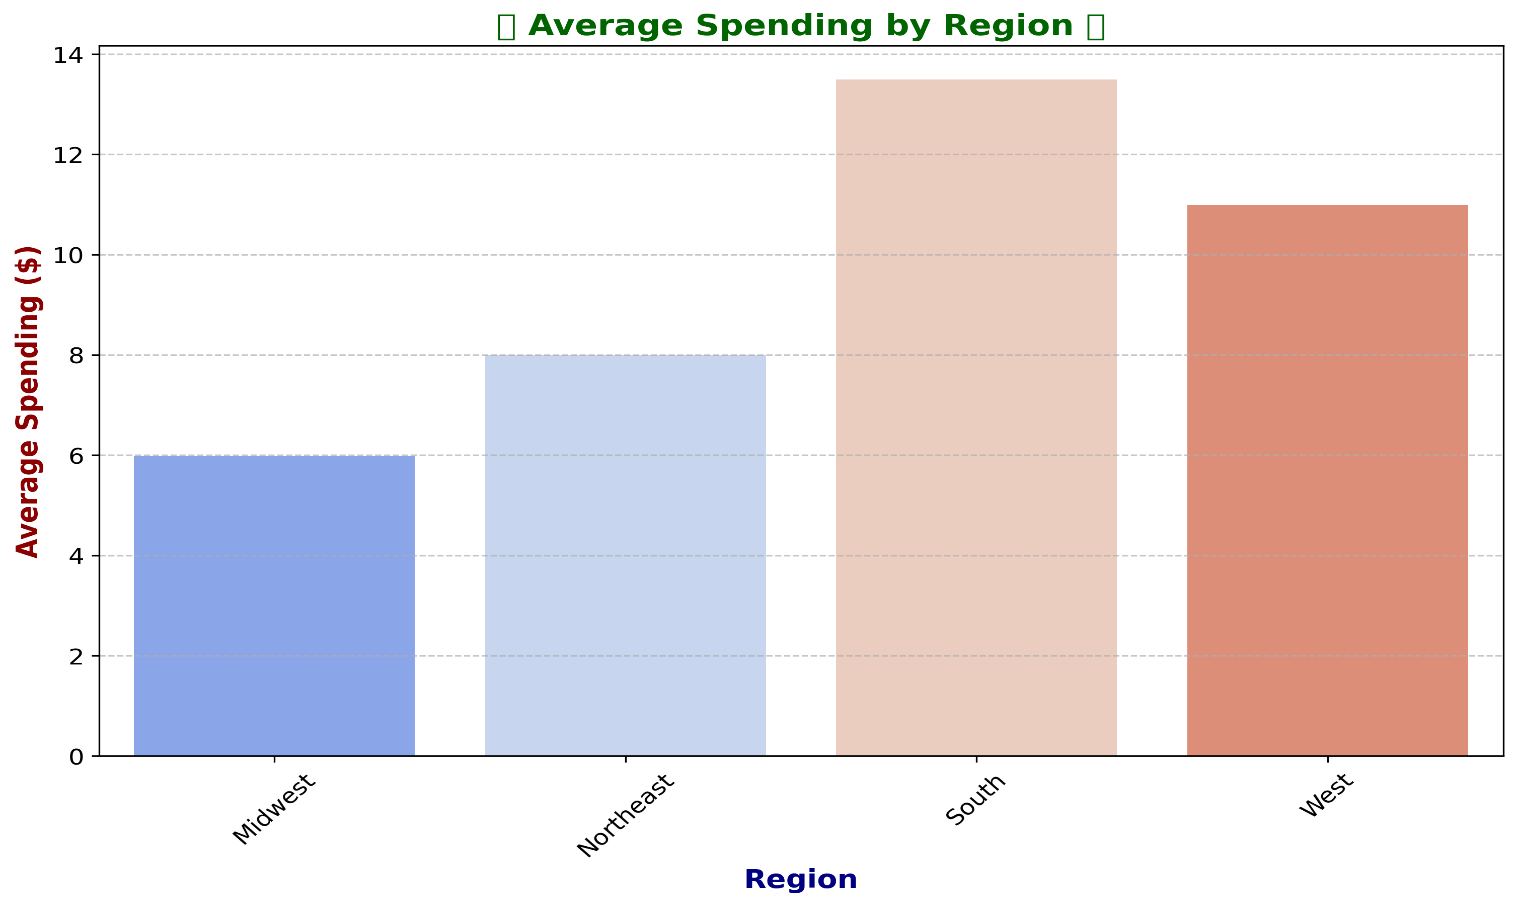 Average Spending by Region
14
12
10
8
6
4
2
0
Average Spending ($)
Midwest
Northeast
South
West
Region